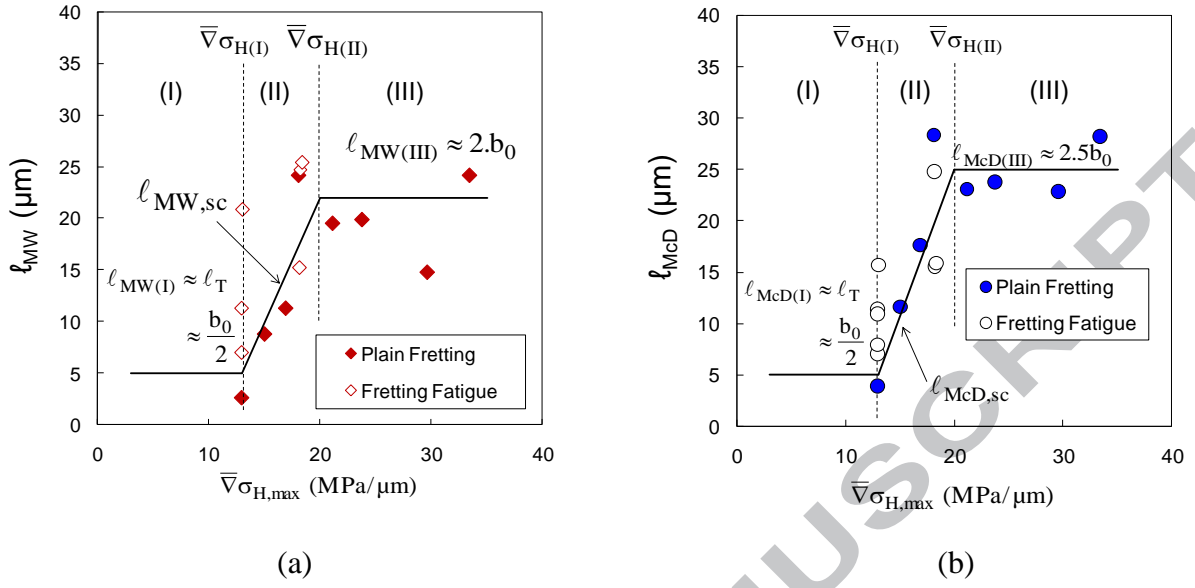 ∇̅σH(I) ∇̅σH(II)
40
35
30
25
20
15
10
5
0
(I) (II) (III)
ℓMW(III) ≈ 2.b0
ℓMW,sc
ℓMW(I) ≈ ℓT
≈ b0/2
Plain Fretting
Fretting Fatigue
ℓMW (µm)
0 10 20 30 40
∇̅σH,max (MPa/µm)
(a)
∇̅σH(I) ∇̅σH(II)
40
35
30
25
20
15
10
5
0
(I) (II) (III)
ℓMcD(III) ≈ 2.5b0
ℓMcD(I) ≈ ℓT
≈ b0/2
ℓMcD,sc
Plain Fretting
Fretting Fatigue
ℓMcD (µm)
0 10 20 30 40
∇̅σH,max (MPa/µm)
(b)
USCRIPT